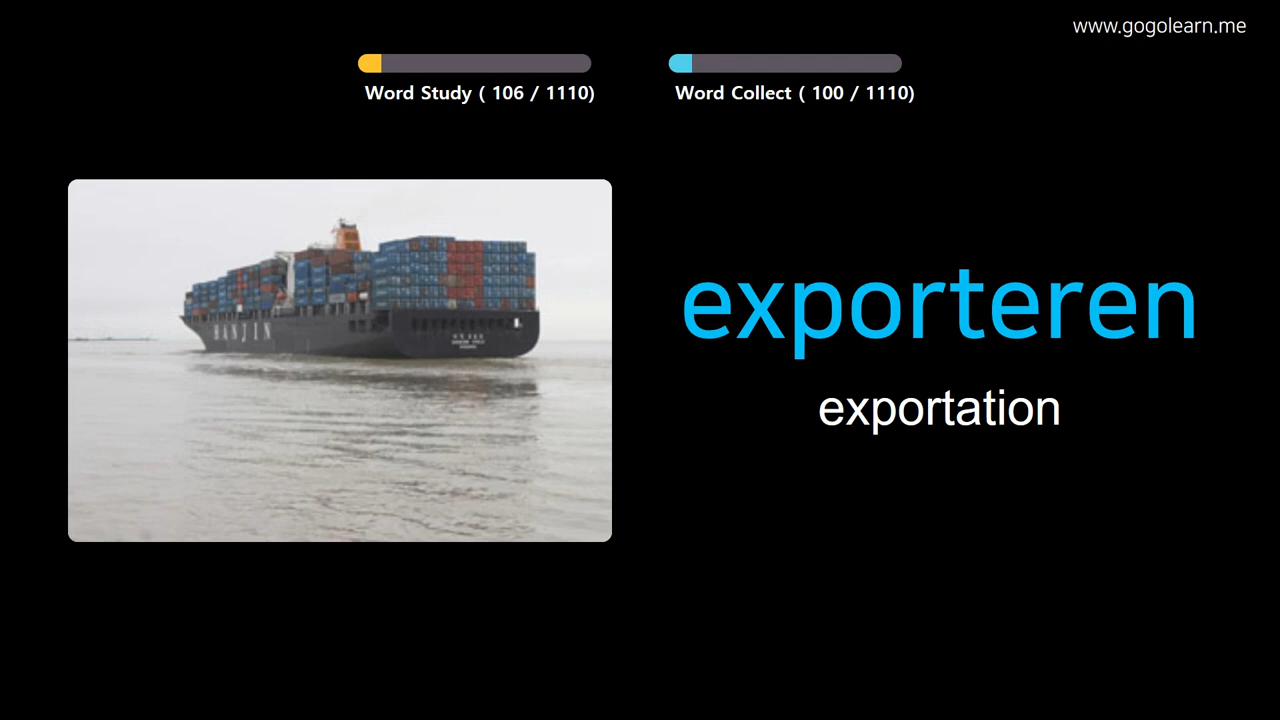 www.gogolearn.me
Word Study ( 106 / 1110)
Word Collect ( 100 / 1110)
HANJIN
exporteren
exportation